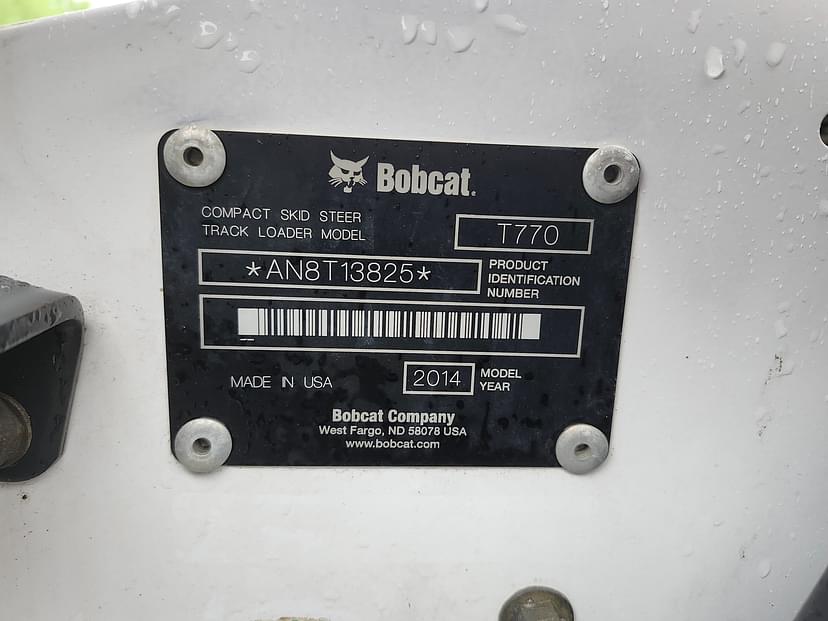 Bobcat.
COMPACT SKID STEER
TRACK LOADER MODEL
T770
*AN8T13825*
PRODUCT
IDENTIFICATION
NUMBER
MADE IN USA
2014
MODEL
YEAR
Bobcat Company
West Fargo, ND 58078 USA
www.bobcat.com